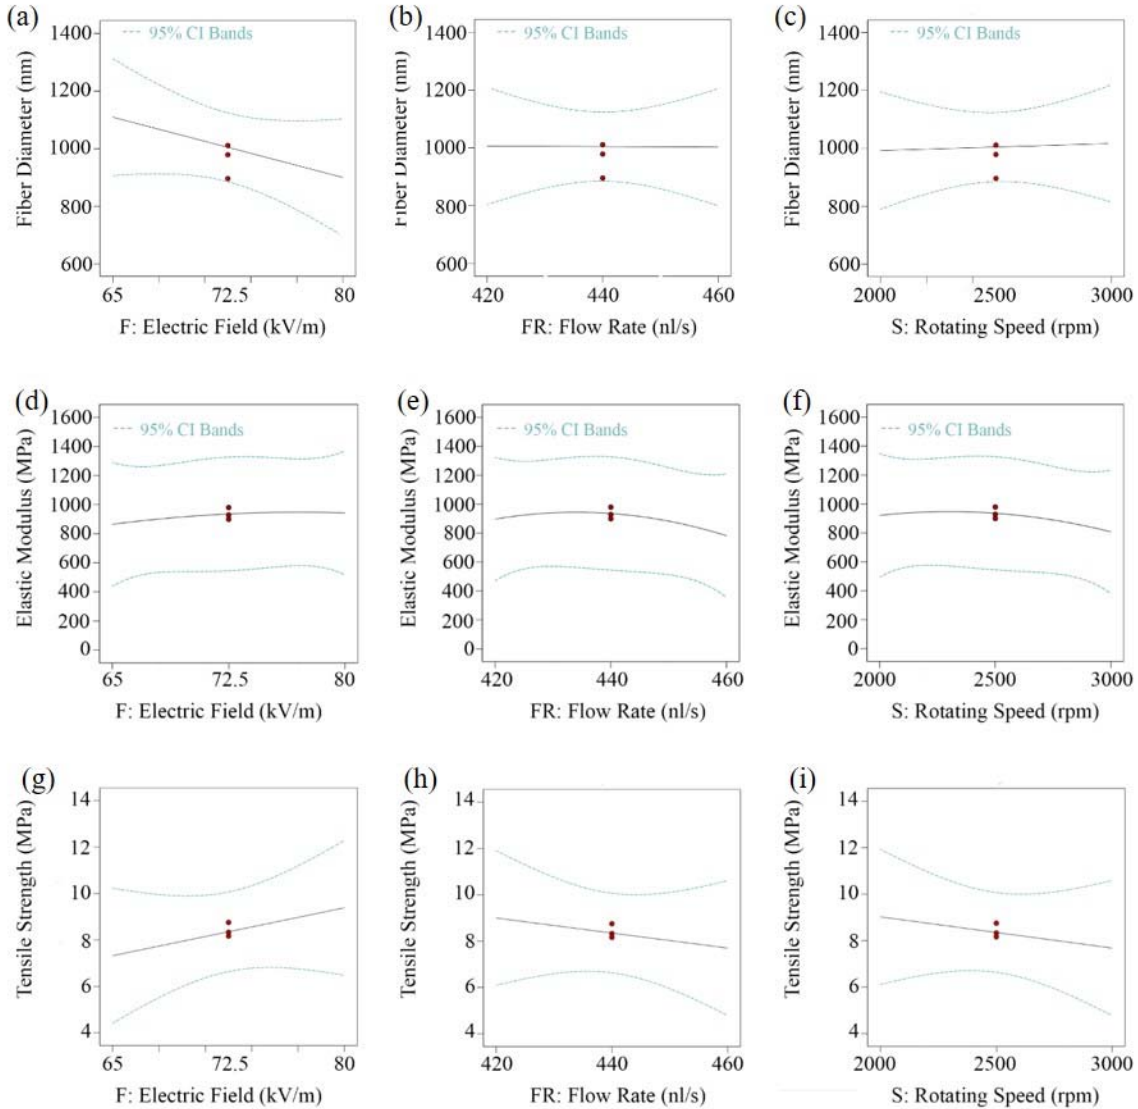 (a)
(b)
(c)
1400
1200
1000
800
600
Fiber Diameter (nm)
95% CI Bands
65
72.5
80
F: Electric Field (kV/m)
1400
1200
1000
800
600
Fiber Diameter (nm)
95% CI Bands
420
440
460
FR: Flow Rate (nl/s)
1400
1200
1000
800
600
Fiber Diameter (nm)
95% CI Bands
2000
2500
3000
S: Rotating Speed (rpm)
(d)
(e)
(f)
1600
1400
1200
1000
800
600
400
200
0
Elastic Modulus (MPa)
95% CI Bands
65
72.5
80
F: Electric Field (kV/m)
1600
1400
1200
1000
800
600
400
200
0
Elastic Modulus (MPa)
95% CI Bands
420
440
460
FR: Flow Rate (nl/s)
1600
1400
1200
1000
800
600
400
200
0
Elastic Modulus (MPa)
95% CI Bands
2000
2500
3000
S: Rotating Speed (rpm)
(g)
(h)
(i)
14
12
10
8
6
4
Tensile Strength (MPa)
65
72.5
80
F: Electric Field (kV/m)
14
12
10
8
6
4
Tensile Strength (MPa)
420
440
460
FR: Flow Rate (nl/s)
14
12
10
8
6
4
Tensile Strength (MPa)
2000
2500
3000
S: Rotating Speed (rpm)